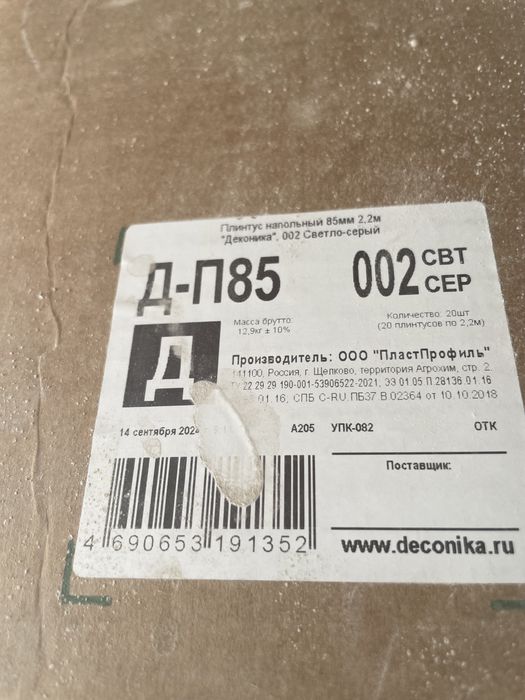 Плинтус напольный 85мм 2,2м
"Деконика", 002 Светло-серый
Д-П85
002 СВТ СЕР
Масса брутто:
12,9кг ± 10%
Количество: 20шт
(20 плинтусов по 2,2м)
Д
Производитель: ООО "ПластПрофиль"
141100, Россия, г. Щелково, территория Агрохим, стр. 2.
ТУ 22 29 29 190-001-53906522-2021, ЭЭ 01 05 П 28136 01.16
01.16, СПБ С-RU.ПБ37 В 02364 от 10.10.2018
14 сентября 2024
А205
УПК-082
ОТК
Поставщик:
4 690653 191352
www.deconika.ru